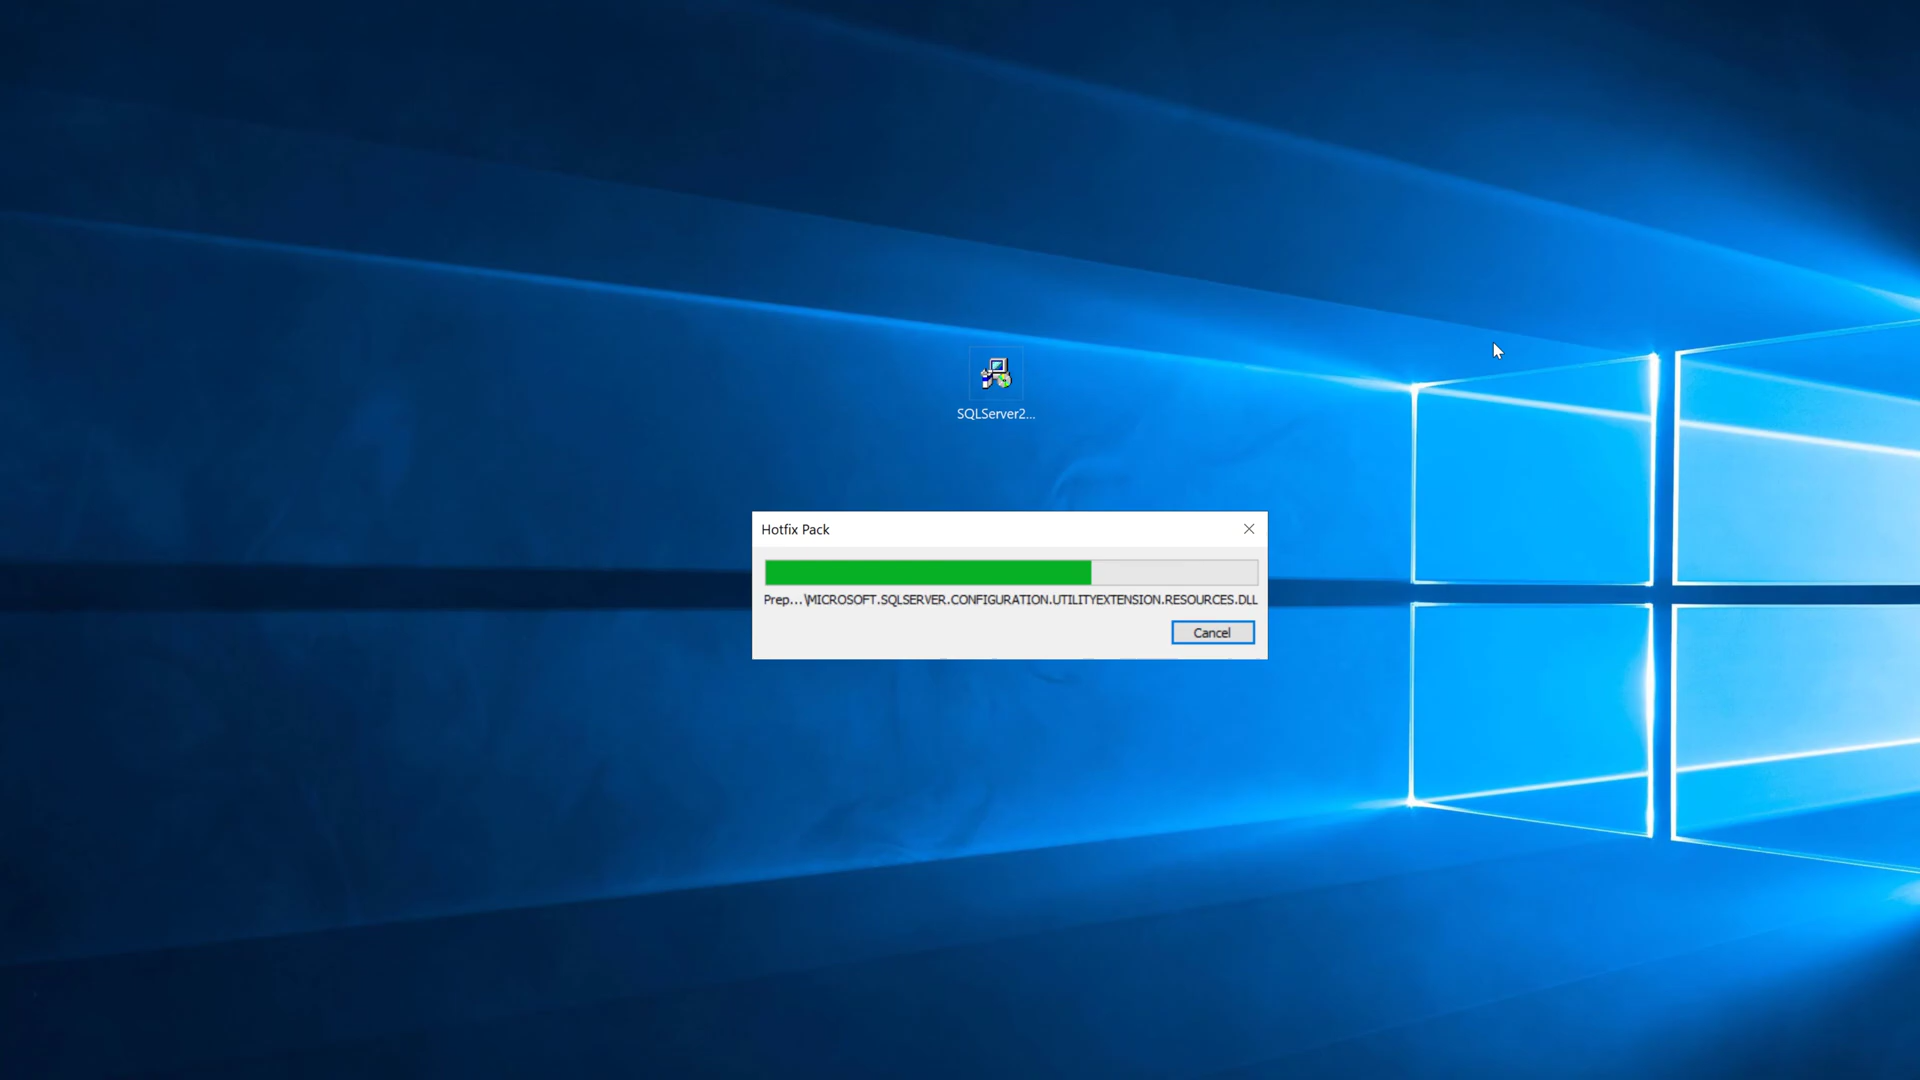 SQLServer2...
Hotfix Pack
Prep...\MICROSOFT.SQLSERVER.CONFIGURATION.UTILITYEXTENSION.RESOURCES.DLL
Cancel